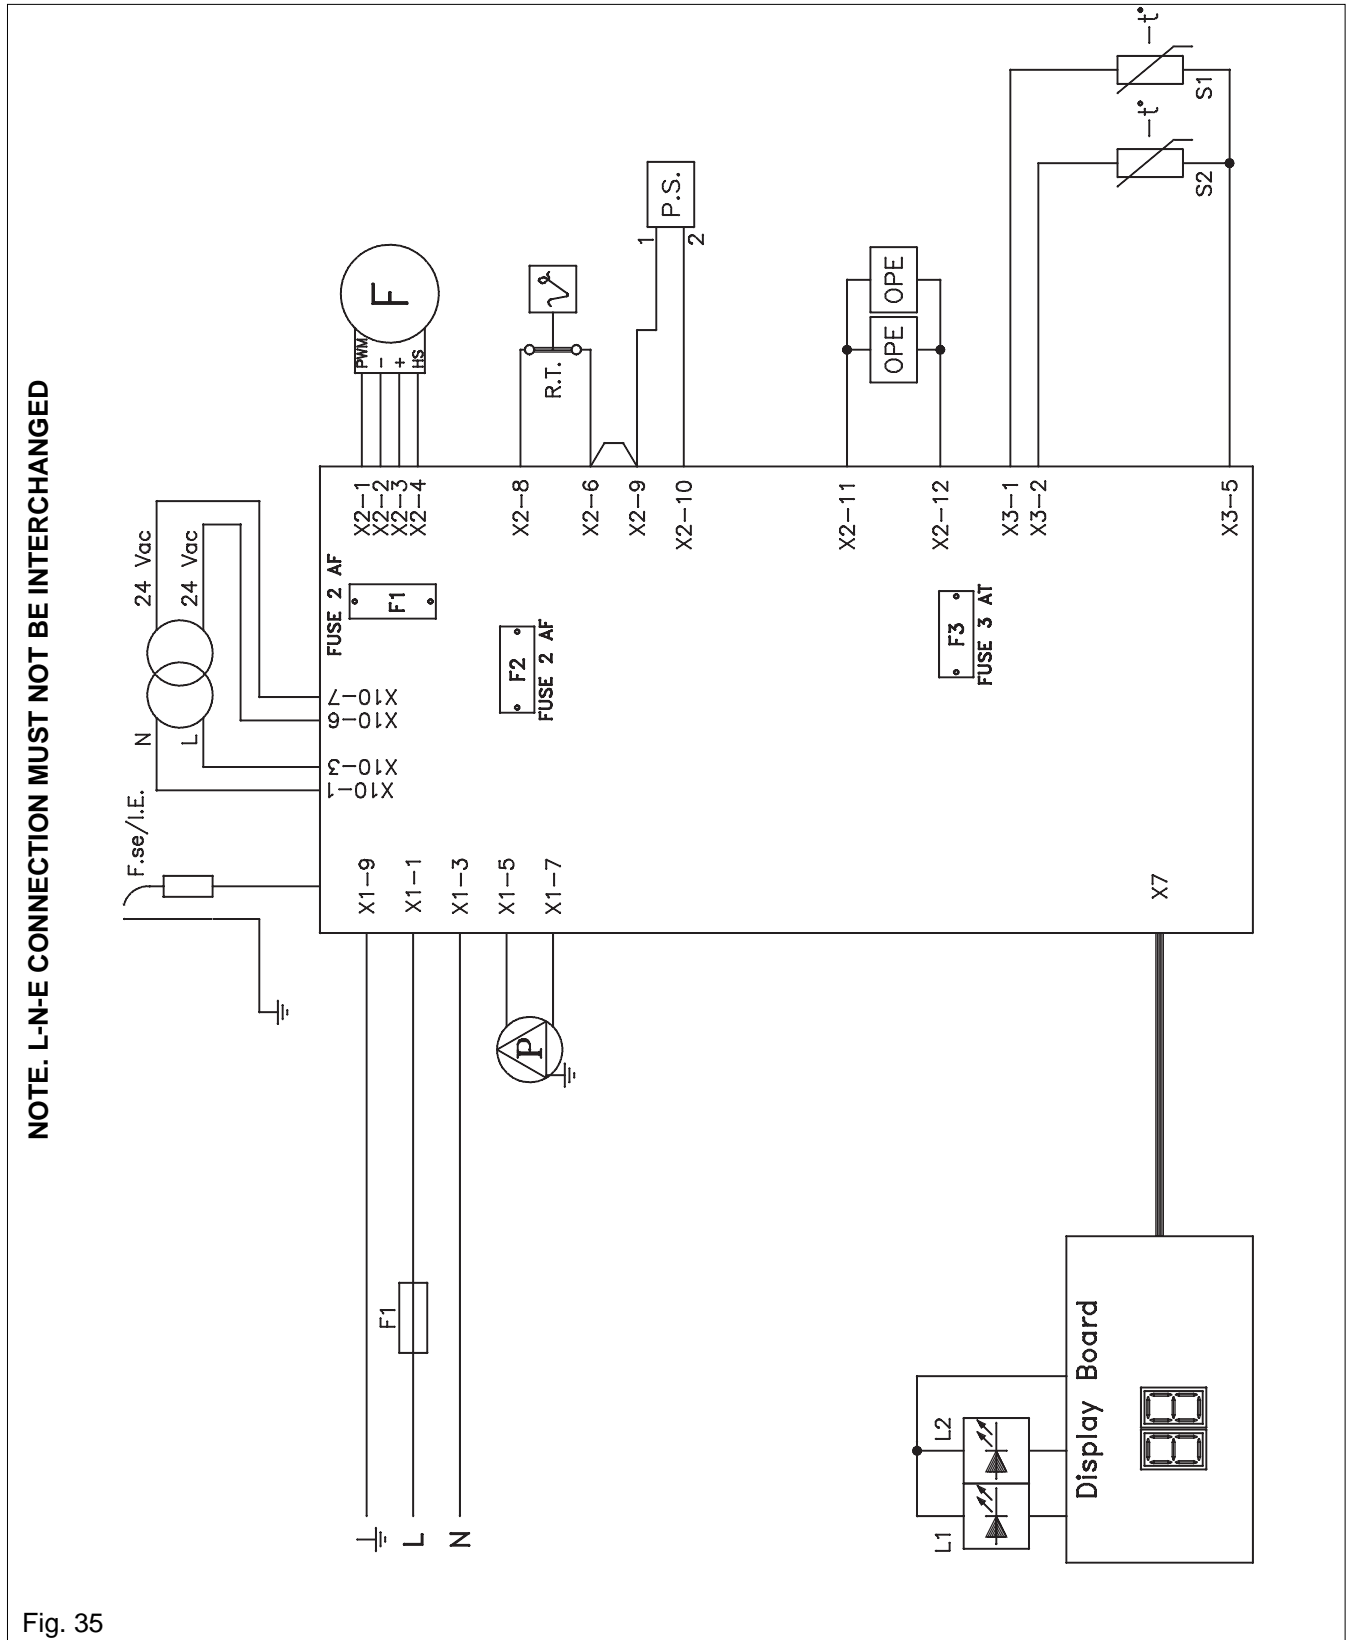 NOTE. L-N-E CONNECTION MUST NOT BE INTERCHANGED
F.se/I.E.
N
L
24 Vac
24 Vac
X10-1
X10-3
X10-6
X10-7
FUSE 2 AF
F1
F2
FUSE 2 AF
F3
FUSE 3 AT
X1-9
X1-1
X1-3
X1-5
X1-7
X7
X2-1
X2-2
X2-3
X2-4
X2-8
X2-6
X2-9
X2-10
X2-11
X2-12
X3-1
X3-2
X3-5
PWM
-
+
HS
F
R.T.
1
2
P.S.
OPE
OPE
-t°
S1
-t°
S2
F1
L
N
P
L1
L2
Display Board
Fig. 35